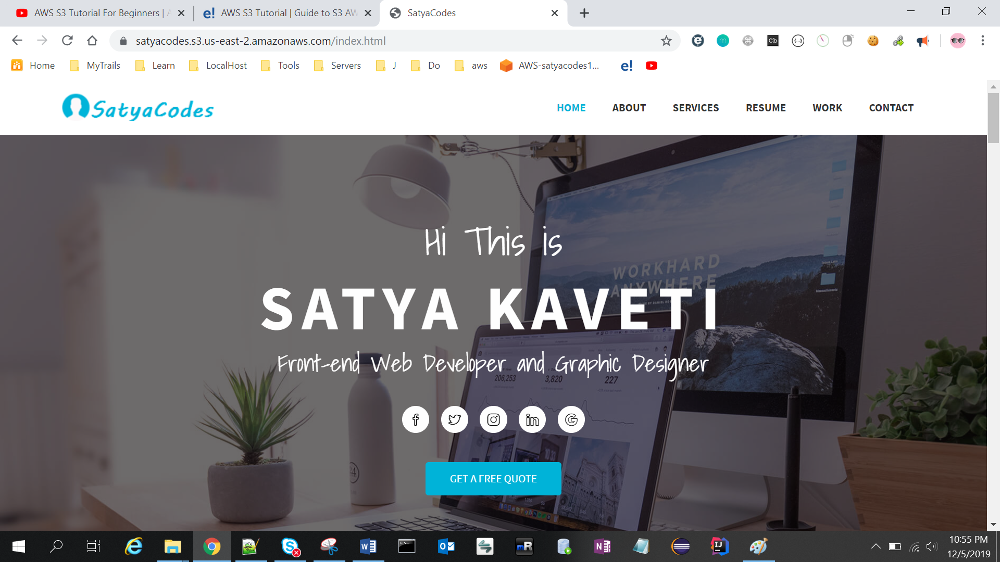 AWS S3 Tutorial For Beginners | A
AWS S3 Tutorial | Guide to S3 AW
SatyaCodes
satyacodes.s3.us-east-2.amazonaws.com/index.html
Home
MyTrails
Learn
LocalHost
Tools
Servers
J
Do
aws
AWS-satyacodes1...
e!
SatyaCodes
HOME
ABOUT
SERVICES
RESUME
WORK
CONTACT
Hi This is
WORKHARD
ANYWHERE
SATYA KAVETI
Front-end Web Developer and Graphic Designer
206,253
3,820
227
24
GET A FREE QUOTE
10:55 PM
12/5/2019